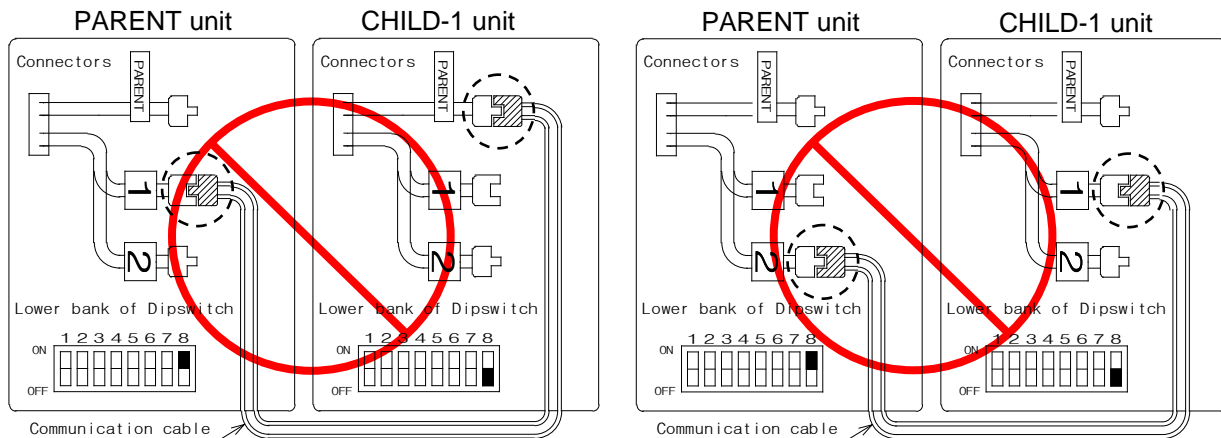 PARENT unit
CHILD-1 unit
Connectors
PARENT
Connectors
PARENT
1
2
1
2
Lower bank of Dipswitch
Lower bank of Dipswitch
1 2 3 4 5 6 7 8
ON
OFF
1 2 3 4 5 6 7 8
ON
OFF
Communication cable
PARENT unit
CHILD-1 unit
Connectors
PARENT
Connectors
PARENT
1
2
1
2
Lower bank of Dipswitch
Lower bank of Dipswitch
1 2 3 4 5 6 7 8
ON
OFF
1 2 3 4 5 6 7 8
ON
OFF
Communication cable